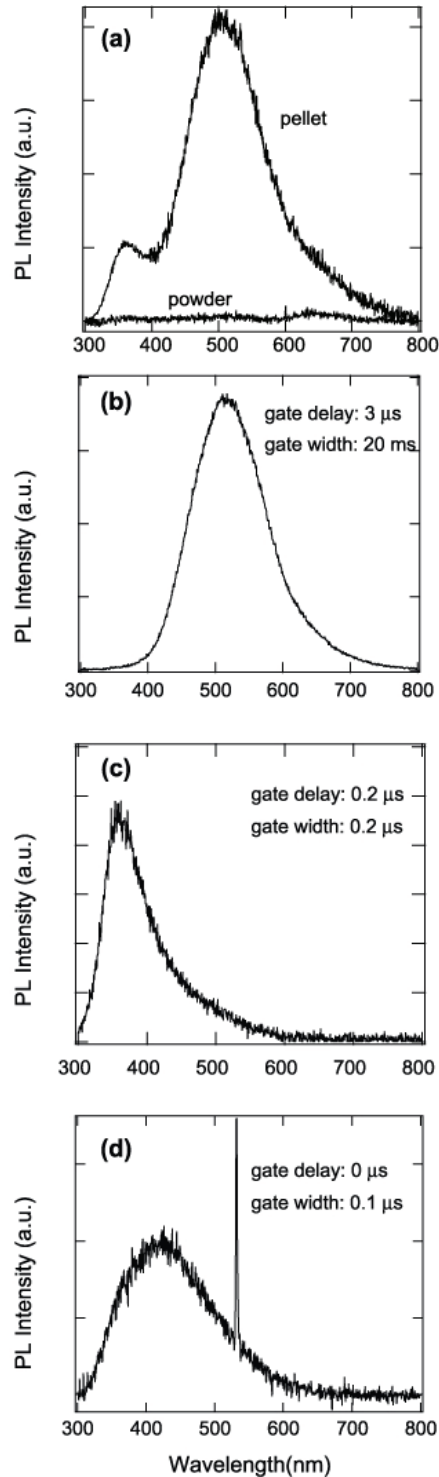 (a)
pellet
powder
PL Intensity (a.u.)
300 400 500 600 700 800
(b)
gate delay: 3 μs
gate width: 20 ms
PL Intensity (a.u.)
300 400 500 600 700 800
(c)
gate delay: 0.2 μs
gate width: 0.2 μs
PL Intensity (a.u.)
300 400 500 600 700 800
(d)
gate delay: 0 μs
gate width: 0.1 μs
PL Intensity (a.u.)
300 400 500 600 700 800
Wavelength(nm)